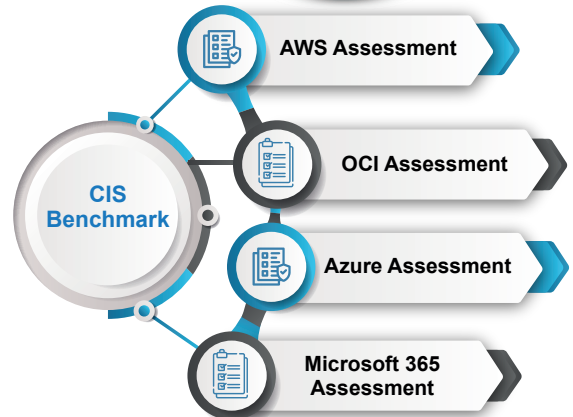 AWS Assessment
OCI Assessment
CIS
Benchmark
Azure Assessment
Microsoft 365
Assessment